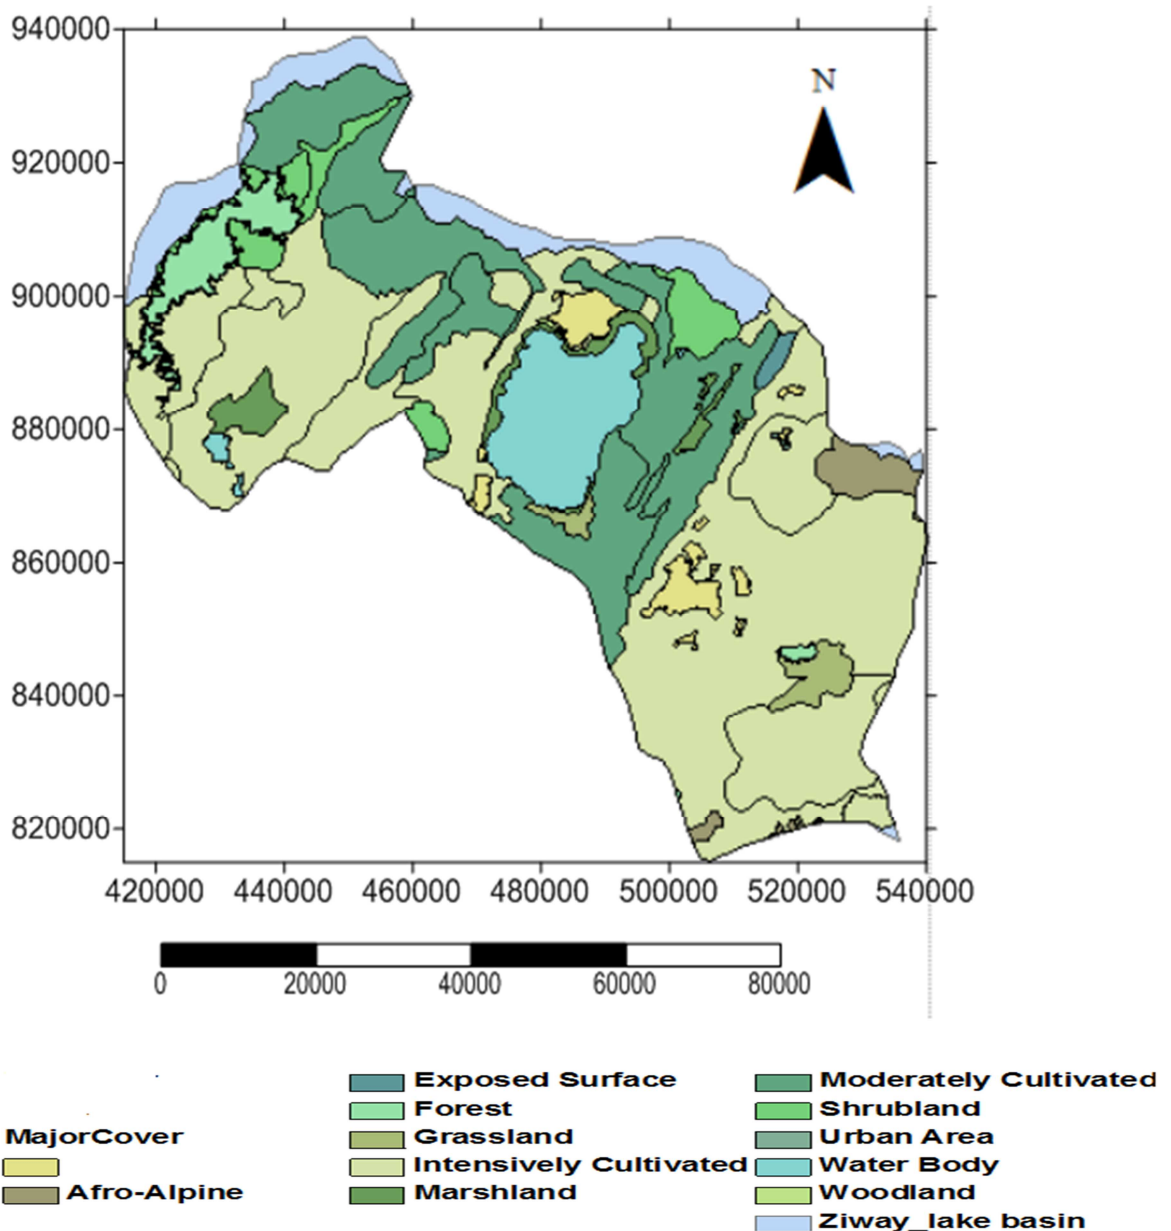 940000
N
920000
900000
880000
860000
840000
820000
420000 440000 460000 480000 500000 520000 540000
0 20000 40000 60000 80000
MajorCover
Afro-Alpine
Exposed Surface
Forest
Grassland
Intensively Cultivated
Marshland
Moderately Cultivated
Shrubland
Urban Area
Water Body
Woodland
Ziway_lake basin